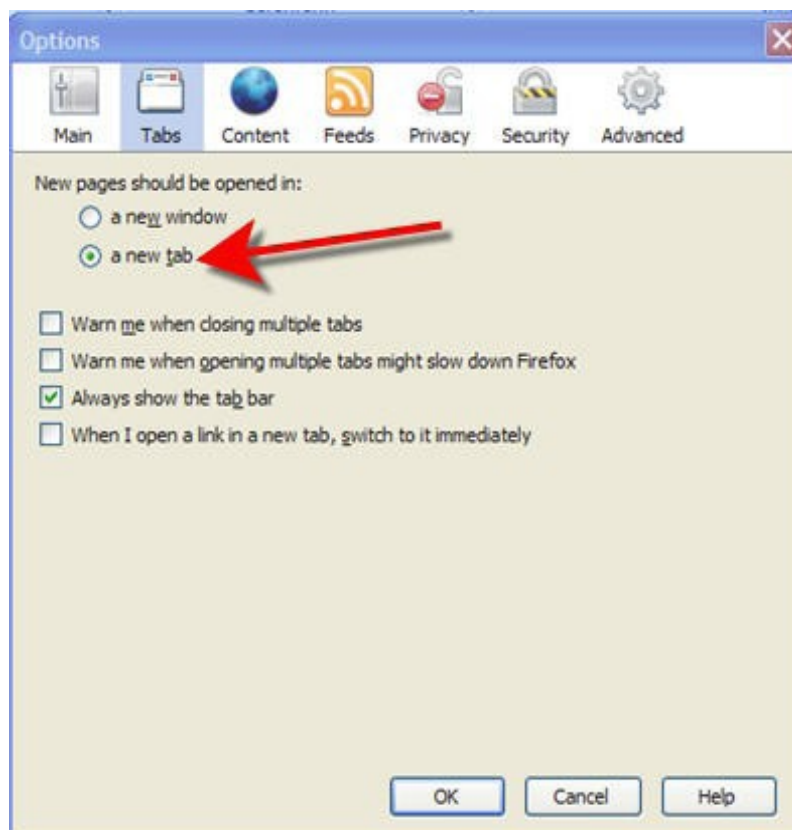 Options
Main Tabs Content Feeds Privacy Security Advanced
New pages should be opened in:
a new window
a new tab
Warn me when closing multiple tabs
Warn me when opening multiple tabs might slow down Firefox
Always show the tab bar
When I open a link in a new tab, switch to it immediately
OK Cancel Help